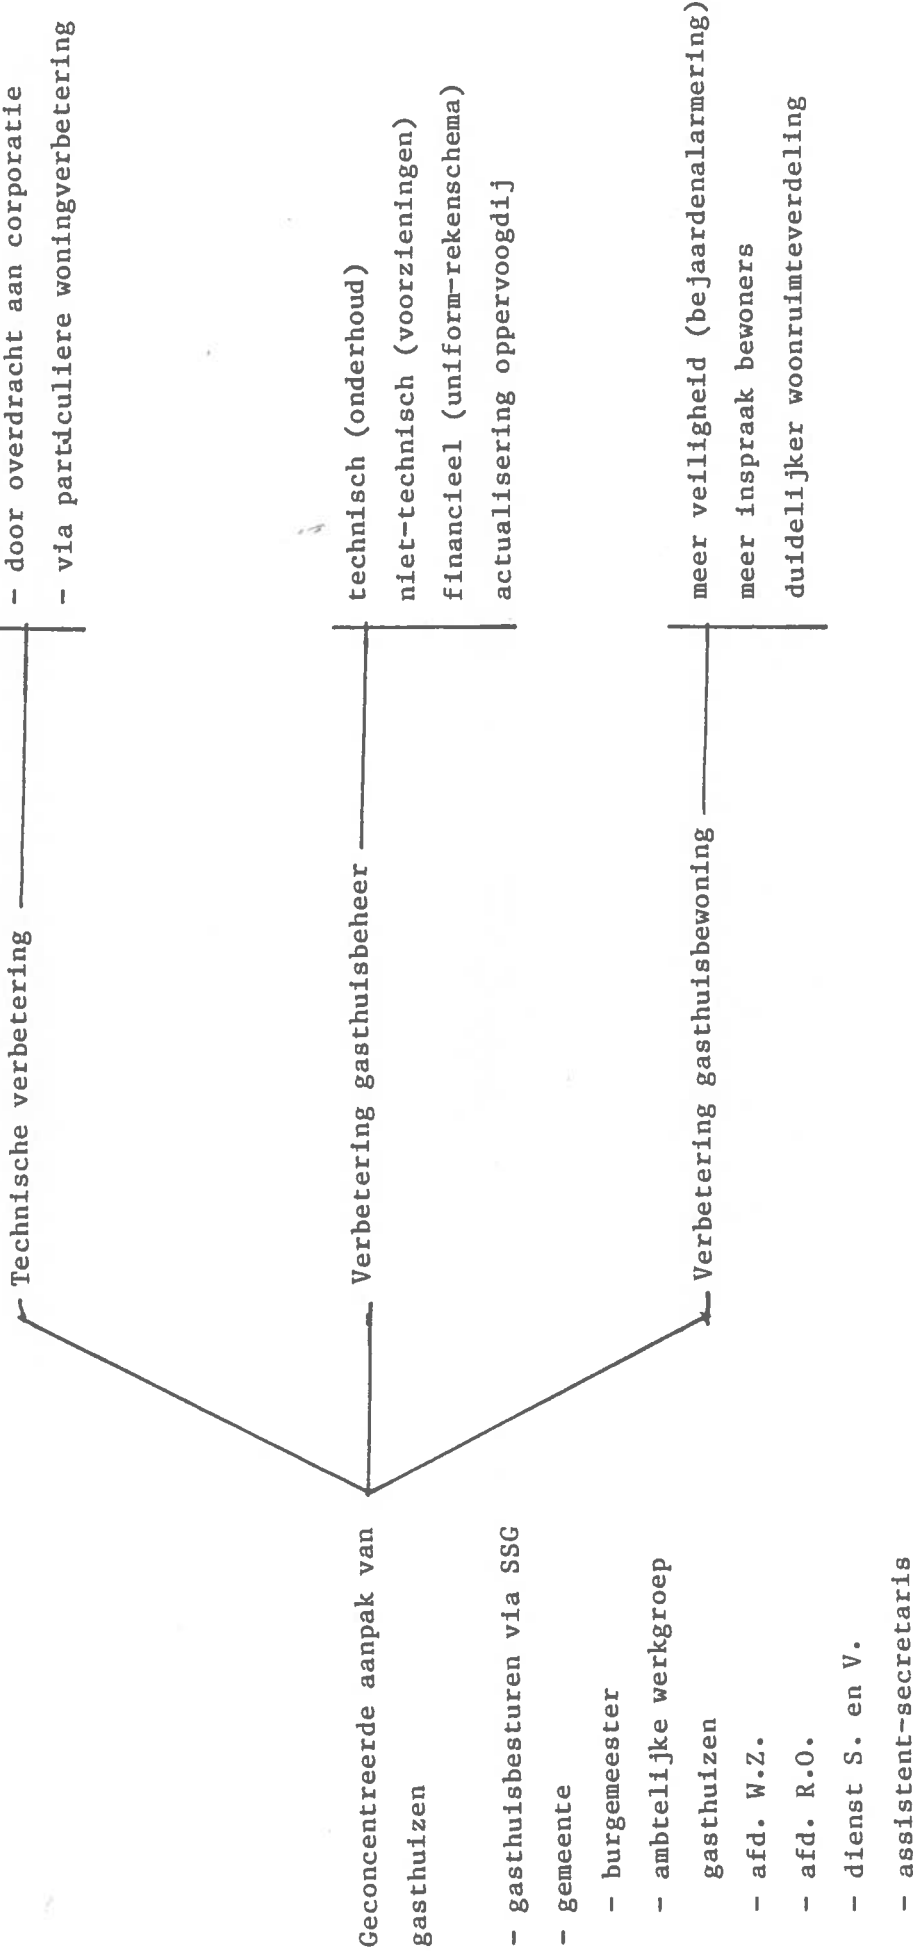 Geconcentreerde aanpak van
gasthuizen
- gasthuisbesturen via SSG
- gemeente
- burgemeester
- ambtelijke werkgroep
gasthuizen
- afd. W.Z.
- afd. R.O.
- dienst S. en V.
- assistent-secretaris
Technische verbetering
- door overdracht aan corporatie
- via particuliere woningverbetering
Verbetering gasthuisbeheer
technisch (onderhoud)
niet-technisch (voorzieningen)
financieel (uniform-rekenschema)
actualisering oppervoogdij
Verbetering gasthuisbewoning
meer veiligheid (bejaardenalarmering)
meer inspraak bewoners
duidelijker woonruimteverdeling